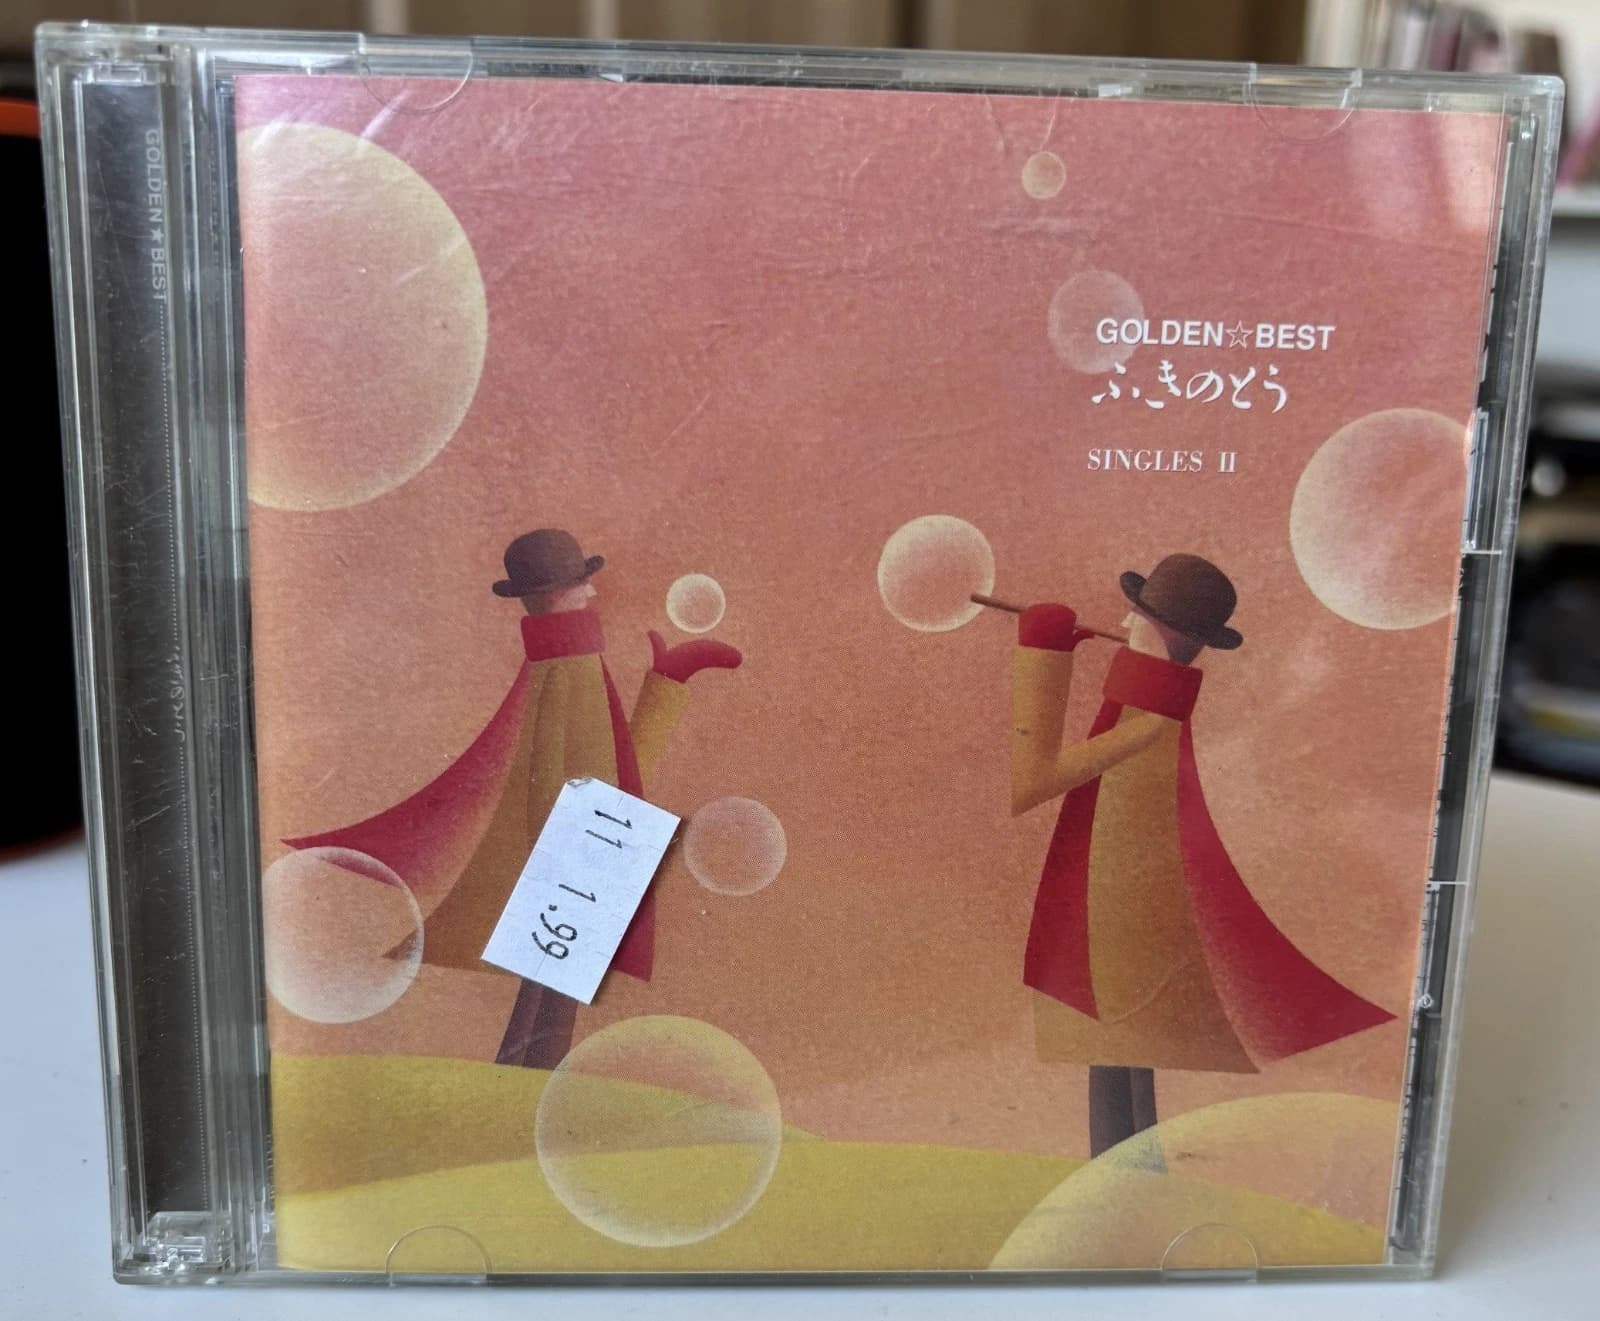 GOLDEN☆BEST
ふきのとう
SINGLES II
11 1.99
GOLDEN★BEST